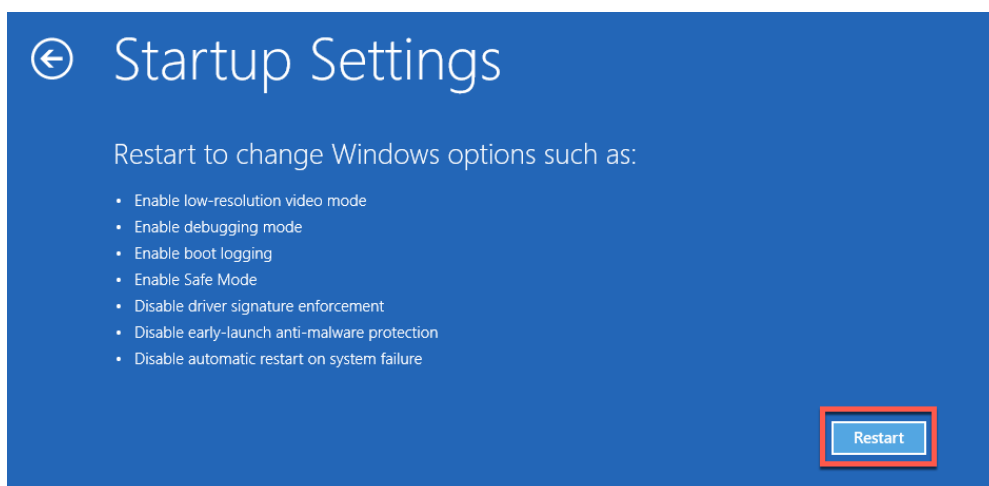 Startup Settings
Restart to change Windows options such as:
• Enable low-resolution video mode
• Enable debugging mode
• Enable boot logging
• Enable Safe Mode
• Disable driver signature enforcement
• Disable early-launch anti-malware protection
• Disable automatic restart on system failure
Restart